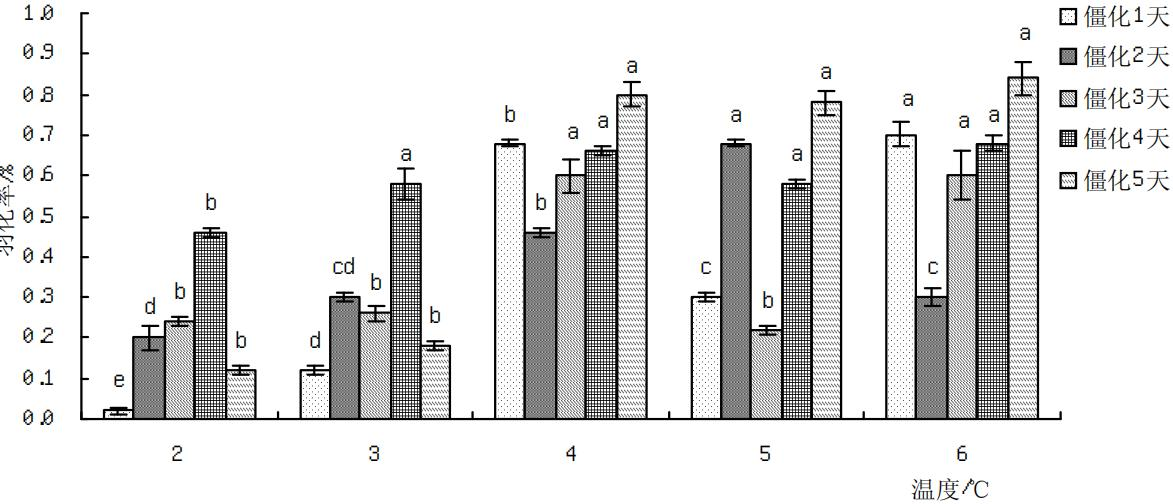 1.0
0.9
0.8
0.7
0.6
0.5
0.4
0.3
0.2
0.1
0.0
羽化率/%
e d b b b
d cd b a b
b b a a a
c a b a a
a c a a a
2 3 4 5 6
温度/℃
僵化1天
僵化2天
僵化3天
僵化4天
僵化5天